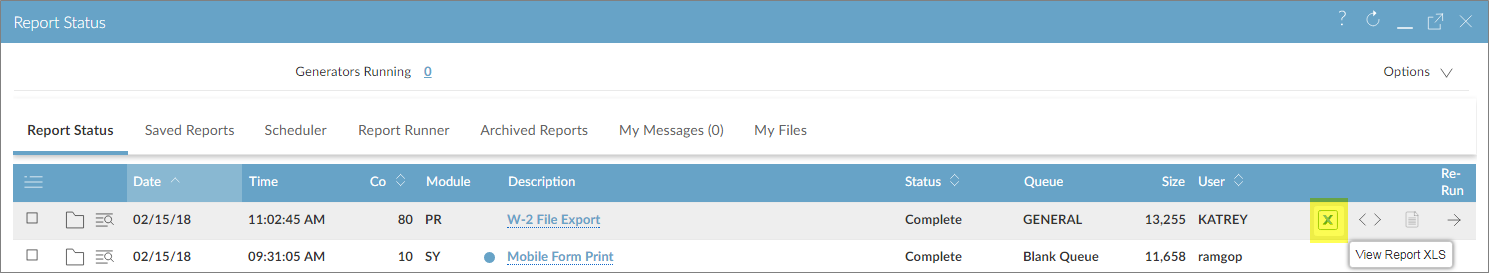 Report Status ?
Generators Running 0 Options
Report Status Saved Reports Scheduler Report Runner Archived Reports My Messages (0) My Files
Date Time Co Module Description Status Queue Size User Re-
Run
02/15/18 11:02:45 AM 80 PR W-2 File Export Complete GENERAL 13,255 KATREY X
02/15/18 09:31:05 AM 10 SY Mobile Form Print Complete Blank Queue 11,658 ramgop View Report XLS